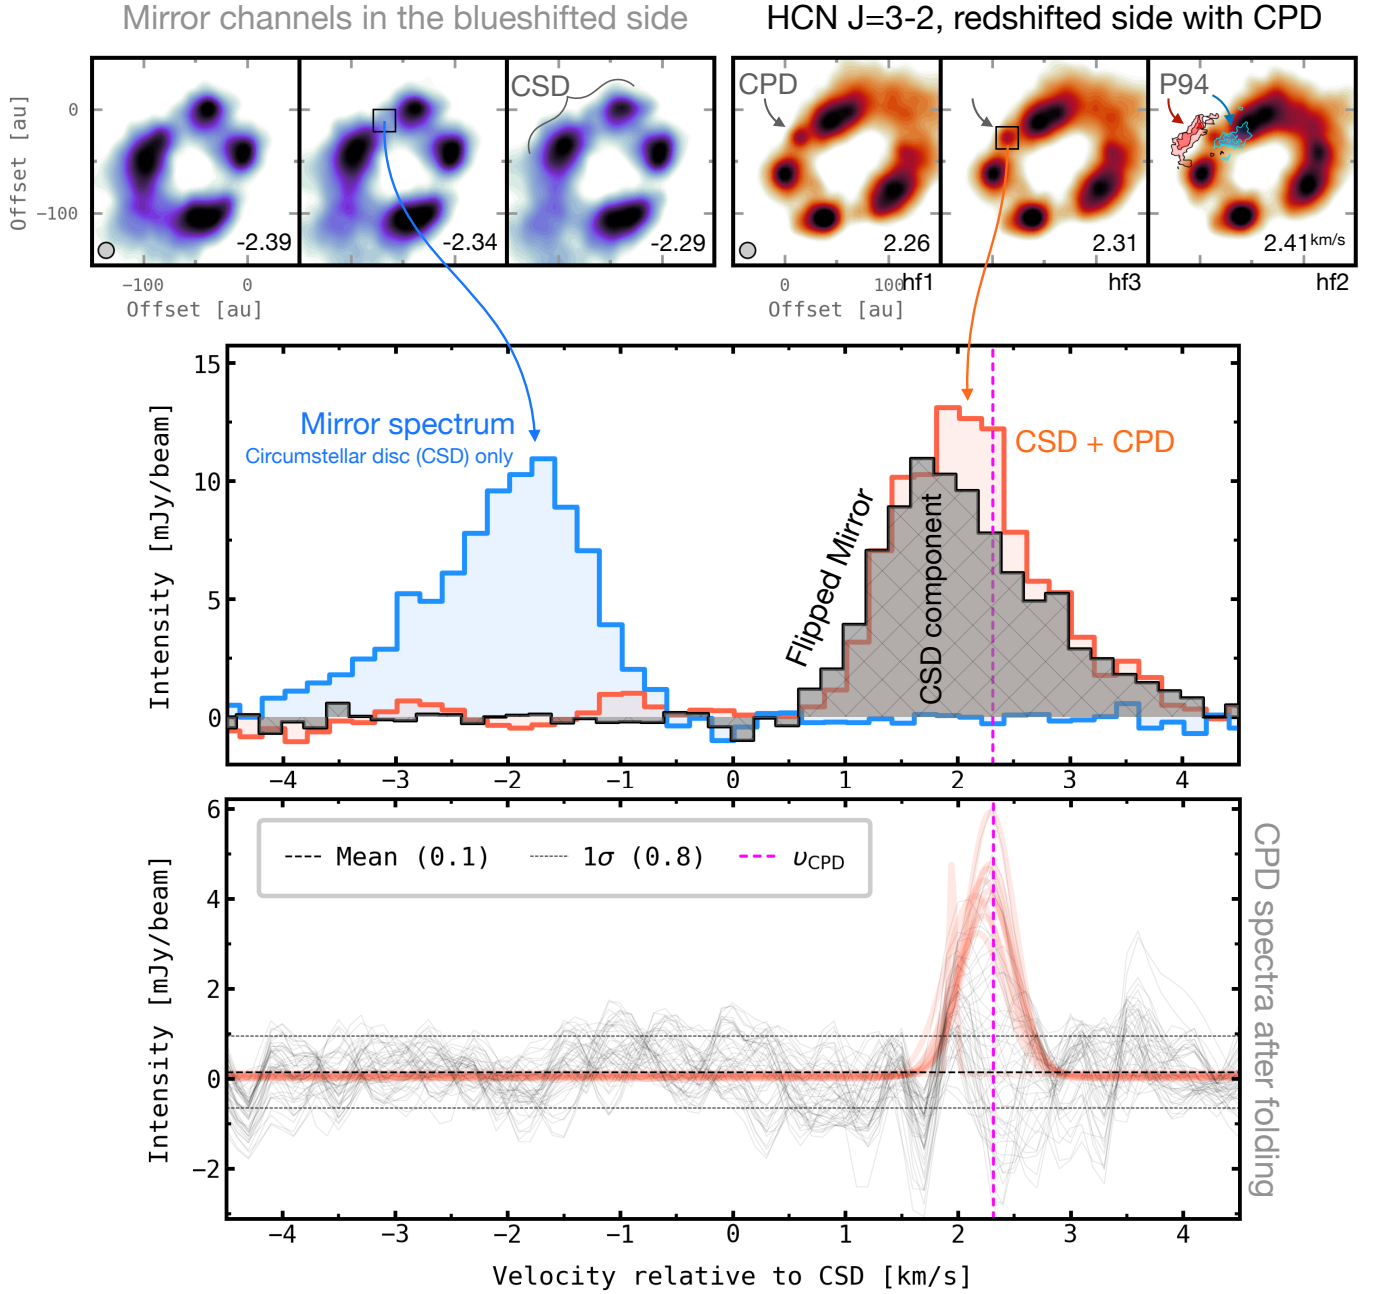 Mirror channels in the blueshifted side
HCN J=3-2, redshifted side with CPD
Offset [au]
0
−100
-2.39
-2.34
CSD
-2.29
CPD
2.26
2.31
P94
2.41km/s
−100
0
Offset [au]
0
100
Offset [au]
hf1
hf3
hf2
Intensity [mJy/beam]
15
10
5
0
Mirror spectrum
Circumstellar disc (CSD) only
CSD + CPD
Flipped Mirror
CSD component
−4
−3
−2
−1
0
1
2
3
4
Intensity [mJy/beam]
6
4
2
0
−2
Mean (0.1)
1σ (0.8)
υCPD
CPD spectra after folding
−4
−3
−2
−1
0
1
2
3
4
Velocity relative to CSD [km/s]